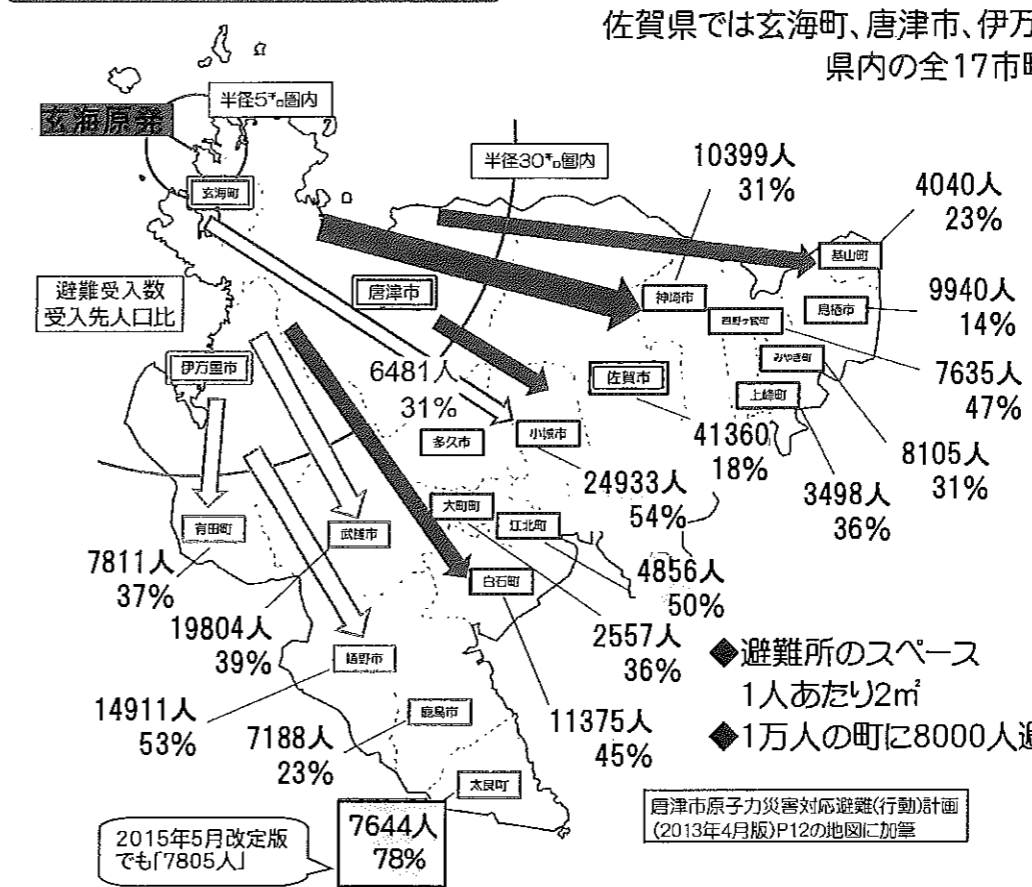 佐賀県では玄海町、唐津市、伊万
県内の全17市町
玄海原発
半径5㌔圏内
半径30㌔圏内
玄海町
10399人
31%
4040人
23%
基山町
避難受入数
受入先人口比
唐津市
神埼市
鳥栖市
9940人
14%
吉野ヶ里町
伊万里市
6481人
31%
みやき町
7635人
47%
佐賀市
上峰町
多久市
小城市
41360
18%
8105人
31%
24933人
54%
3498人
36%
大町町
江北町
有田町
武雄市
7811人
37%
4856人
50%
白石町
19804人
39%
2557人
36%
嬉野市
◆避難所のスペース
1人あたり2㎡
14911人
53%
鹿島市
11375人
45%
◆1万人の町に8000人避
7188人
23%
太良町
唐津市原子力災害対応避難(行動)計画
(2013年4月版)P12の地図に加筆
2015年5月改定版
でも「7805人」
7644人
78%